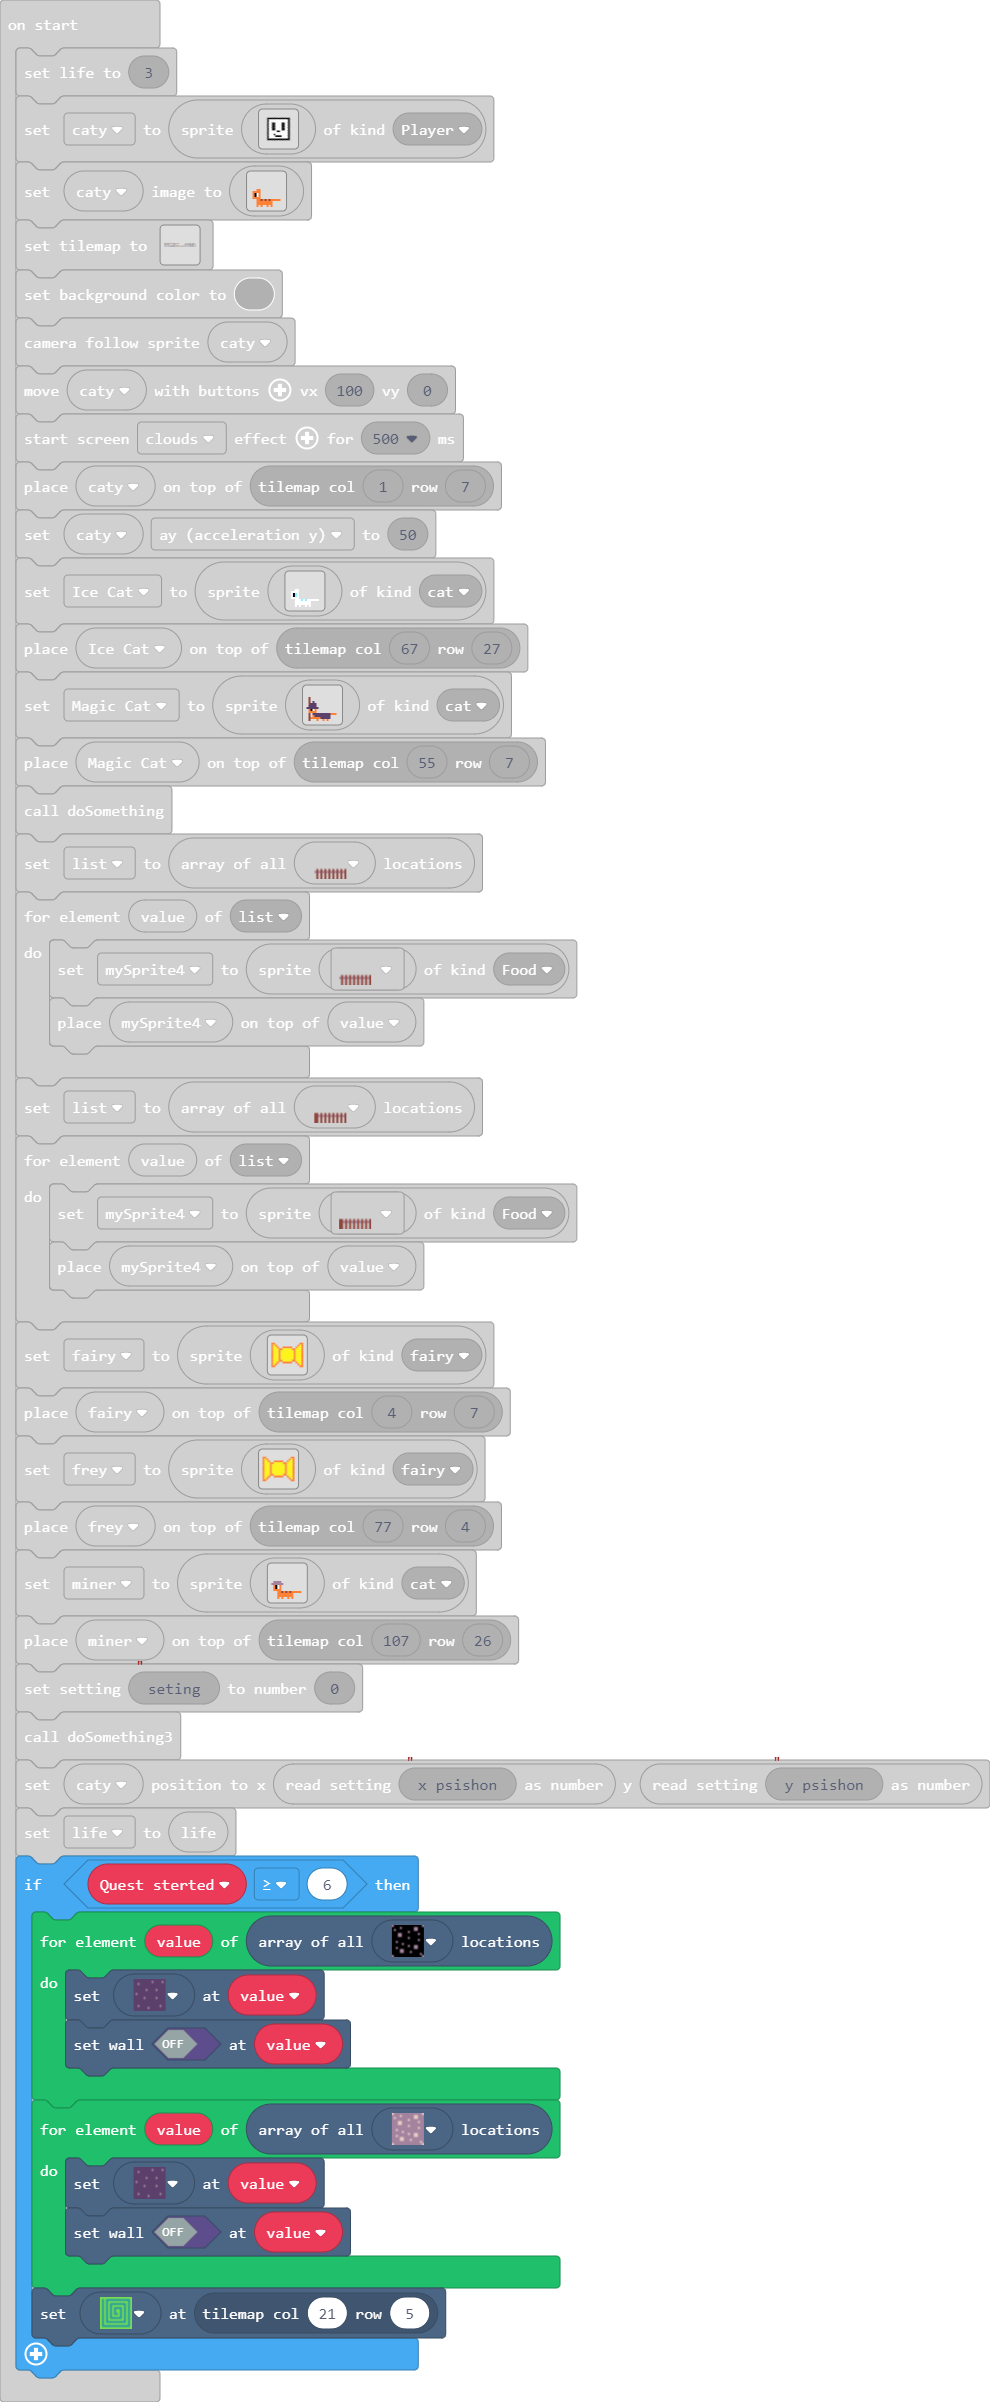 on start
set life to 3
set caty to sprite of kind Player
set caty image to
set tilemap to
set background color to
camera follow sprite caty
move caty with buttons vx 100 vy 0
start screen clouds effect for 500 ms
place caty on top of tilemap col 1 row 7
set caty ay (acceleration y) to 50
set Ice Cat to sprite of kind cat
place Ice Cat on top of tilemap col 67 row 27
set Magic Cat to sprite of kind cat
place Magic Cat on top of tilemap col 55 row 7
call doSomething
set list to array of all locations
for element value of list
do
set mySprite4 to sprite of kind Food
place mySprite4 on top of value
set list to array of all locations
for element value of list
do
set mySprite4 to sprite of kind Food
place mySprite4 on top of value
set fairy to sprite of kind fairy
place fairy on top of tilemap col 4 row 7
set frey to sprite of kind fairy
place frey on top of tilemap col 77 row 4
set miner to sprite of kind cat
place miner on top of tilemap col 107 row 26
set setting " seting to number 0
call doSomething3
set caty position to x read setting " x psishon as number y read setting " y psishon as number
set life to life
if Quest sterted ≥ 6 then
for element value of array of all locations
do
set at value
set wall OFF at value
for element value of array of all locations
do
set at value
set wall OFF at value
set at tilemap col 21 row 5